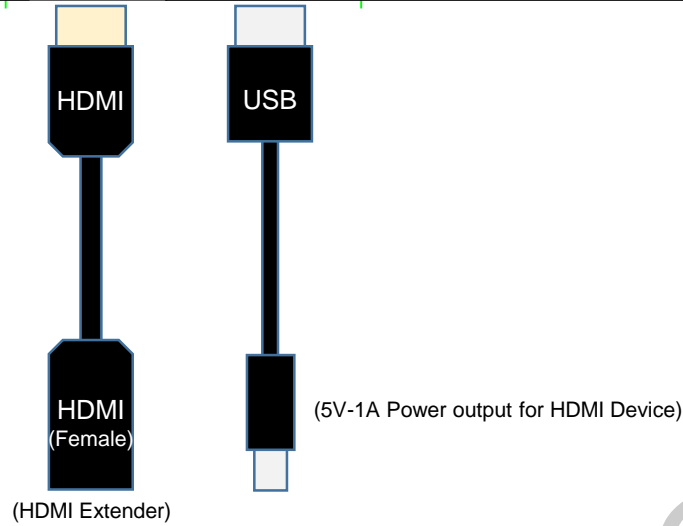 HDMI
USB
HDMI
(Female)
(5V-1A Power output for HDMI Device)
(HDMI Extender)